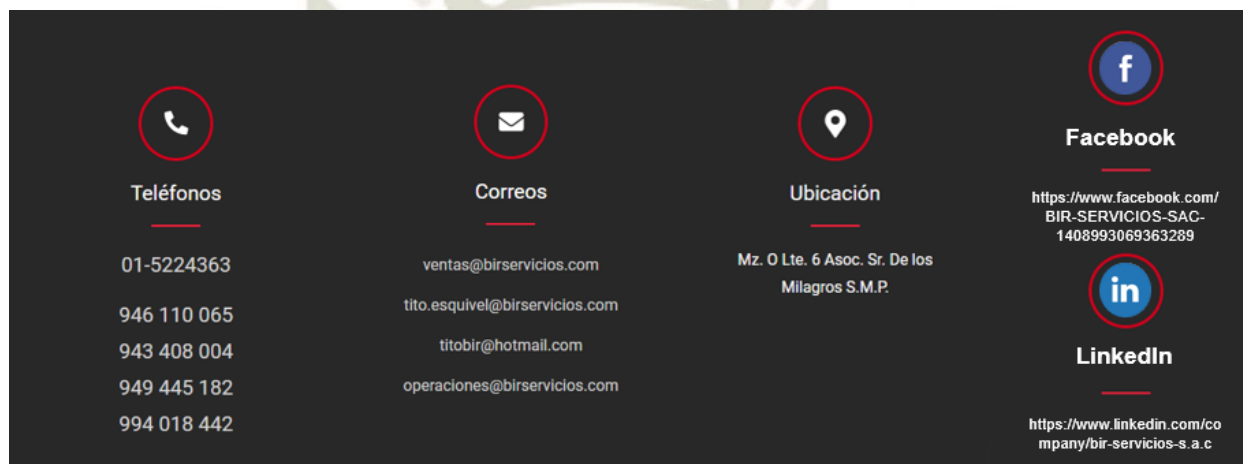 Teléfonos
01-5224363
946 110 065
943 408 004
949 445 182
994 018 442
Correos
ventas@birservicios.com
tito.esquivel@birservicios.com
titobir@hotmail.com
operaciones@birservicios.com
Ubicación
Mz. O Lte. 6 Asoc. Sr. De los
Milagros S.M.P.
f
Facebook
https://www.facebook.com/
BIR-SERVICIOS-SAC-
1408993069363289
in
LinkedIn
https://www.linkedin.com/co
mpany/bir-servicios-s.a.c